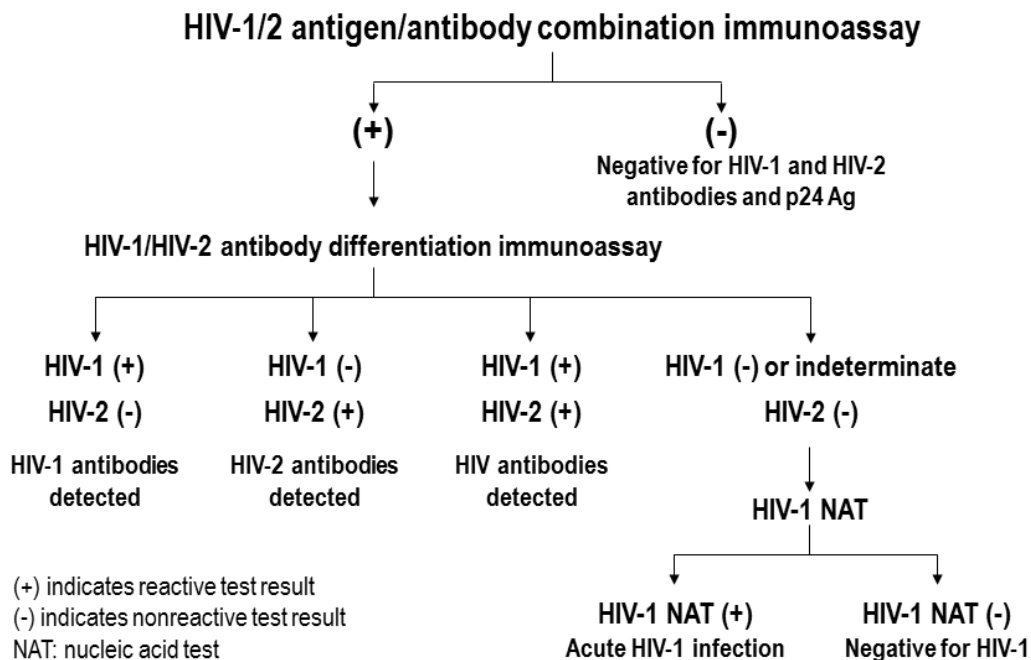 HIV-1/2 antigen/antibody combination immunoassay
(+)
(-)
Negative for HIV-1 and HIV-2
antibodies and p24 Ag
HIV-1/HIV-2 antibody differentiation immunoassay
HIV-1 (+)
HIV-2 (-)
HIV-1 antibodies
detected
HIV-1 (-)
HIV-2 (+)
HIV-2 antibodies
detected
HIV-1 (+)
HIV-2 (+)
HIV antibodies
detected
HIV-1 (-) or indeterminate
HIV-2 (-)
HIV-1 NAT
HIV-1 NAT (+)
Acute HIV-1 infection
HIV-1 NAT (-)
Negative for HIV-1
(+) indicates reactive test result
(-) indicates nonreactive test result
NAT: nucleic acid test